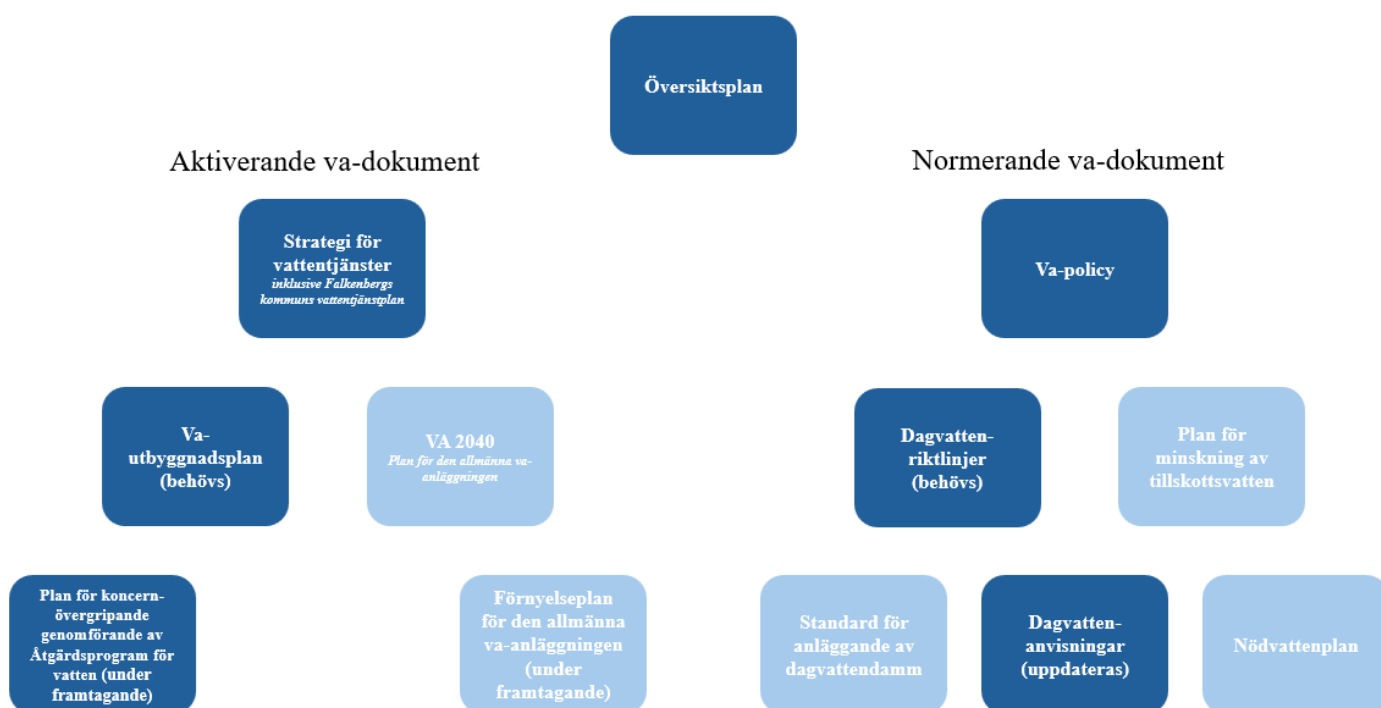 Översiktsplan
Aktiverande va-dokument
Normerande va-dokument
Strategi för
vattentjänster
inklusive Falkenbergs
kommuns vattentjänstplan
Va-policy
Va-
utbyggnadsplan
(behövs)
VA 2040
Plan för den allmänna va-
anläggningen
Dagvatten-
riktlinjer
(behövs)
Plan för
minskning av
tillskottsvatten
Plan för koncern-
övergripande
genomförande av
Åtgärdsprogram för
vatten (under
framtagande)
Förnyelseplan
för den allmänna
va-anläggningen
(under
framtagande)
Standard för
anläggande av
dagvattendamm
Dagvatten-
anvisningar
(uppdateras)
Nödvattenplan